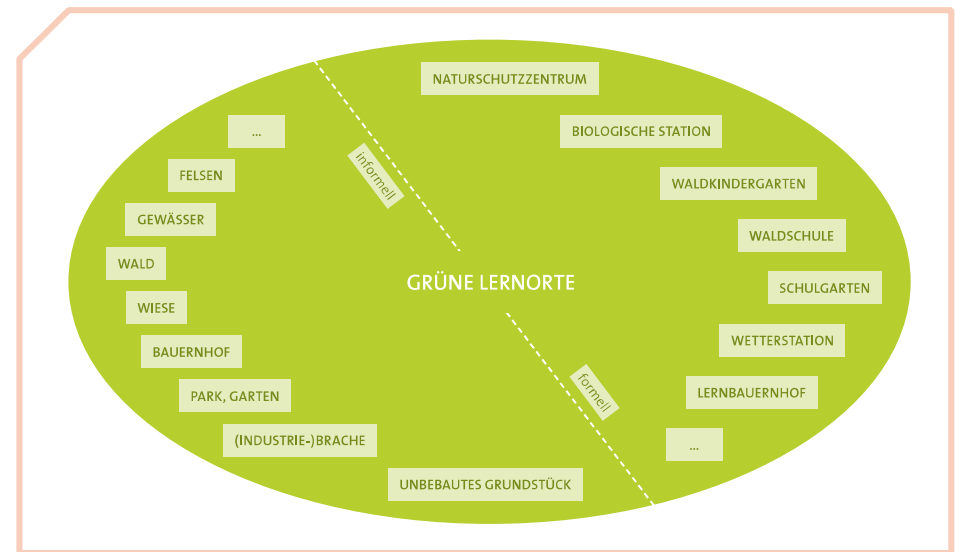 NATURSCHUTZZENTRUM
BIOLOGISCHE STATION
WALDKINDERGARTEN
WALDSCHULE
SCHULGARTEN
WETTERSTATION
LERNBAUERNHOF
...
formell
GRÜNE LERNORTE
informell
...
FELSEN
GEWÄSSER
WALD
WIESE
BAUERNHOF
PARK, GARTEN
(INDUSTRIE-)BRACHE
UNBEBAUTES GRUNDSTÜCK